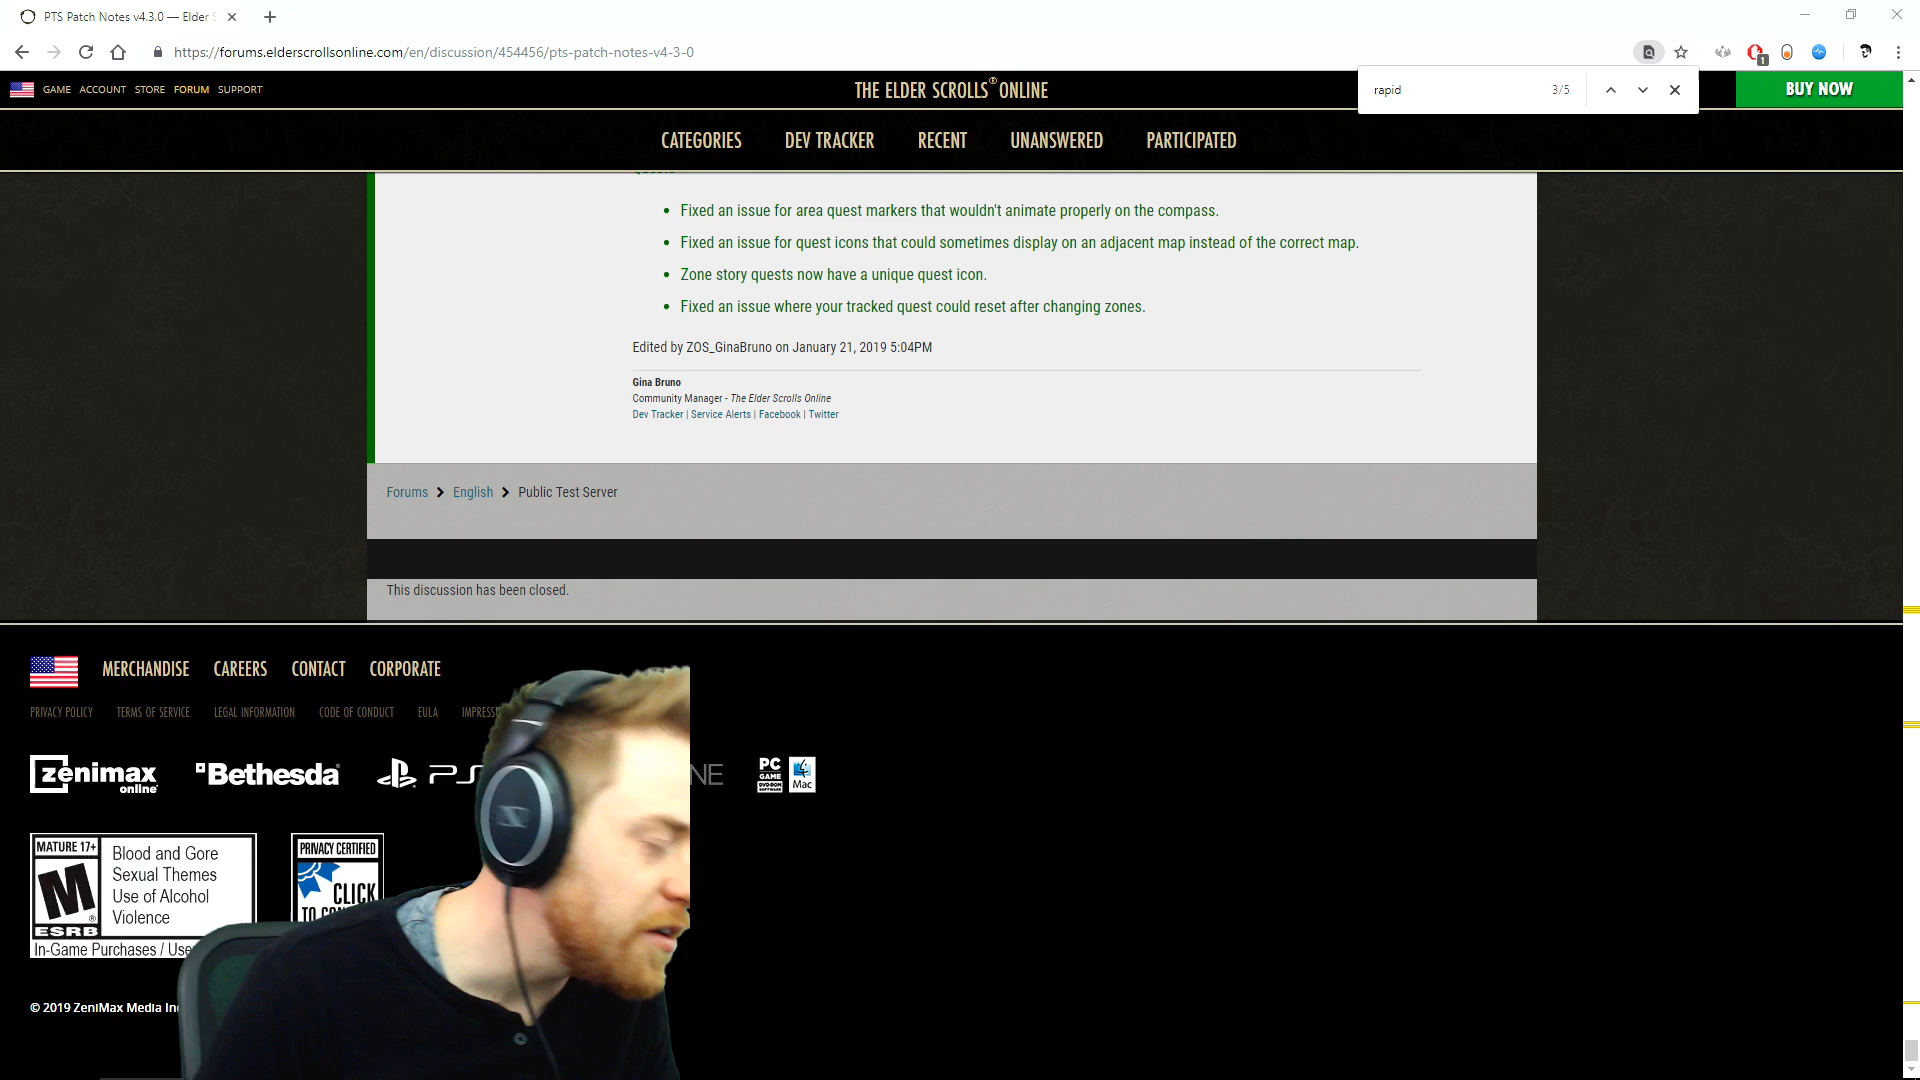 PTS Patch Notes v4.3.0 — Elder
https://forums.elderscrollsonline.com/en/discussion/454456/pts-patch-notes-v4-3-0
1
GAME ACCOUNT STORE FORUM SUPPORT
THE ELDER SCROLLS ONLINE
rapid 3/5
BUY NOW
CATEGORIES DEV TRACKER RECENT UNANSWERED PARTICIPATED
• Fixed an issue for area quest markers that wouldn't animate properly on the compass.
• Fixed an issue for quest icons that could sometimes display on an adjacent map instead of the correct map.
• Zone story quests now have a unique quest icon.
• Fixed an issue where your tracked quest could reset after changing zones.
Edited by ZOS_GinaBruno on January 21, 2019 5:04PM
Gina Bruno
Community Manager - The Elder Scrolls Online
Dev Tracker | Service Alerts | Facebook | Twitter
Forums > English > Public Test Server
This discussion has been closed.
MERCHANDISE CAREERS CONTACT CORPORATE
PRIVACY POLICY TERMS OF SERVICE LEGAL INFORMATION CODE OF CONDUCT EULA
zenimax online
Bethesda
PC GAME DVD-ROM SOFTWARE
Mac
MATURE 17+
M
ESRB
Blood and Gore
Sexual Themes
Use of Alcohol
Violence
In-Game Purchases /
PRIVACY CERTIFIED
CLICK
© 2019 ZeniMax Media